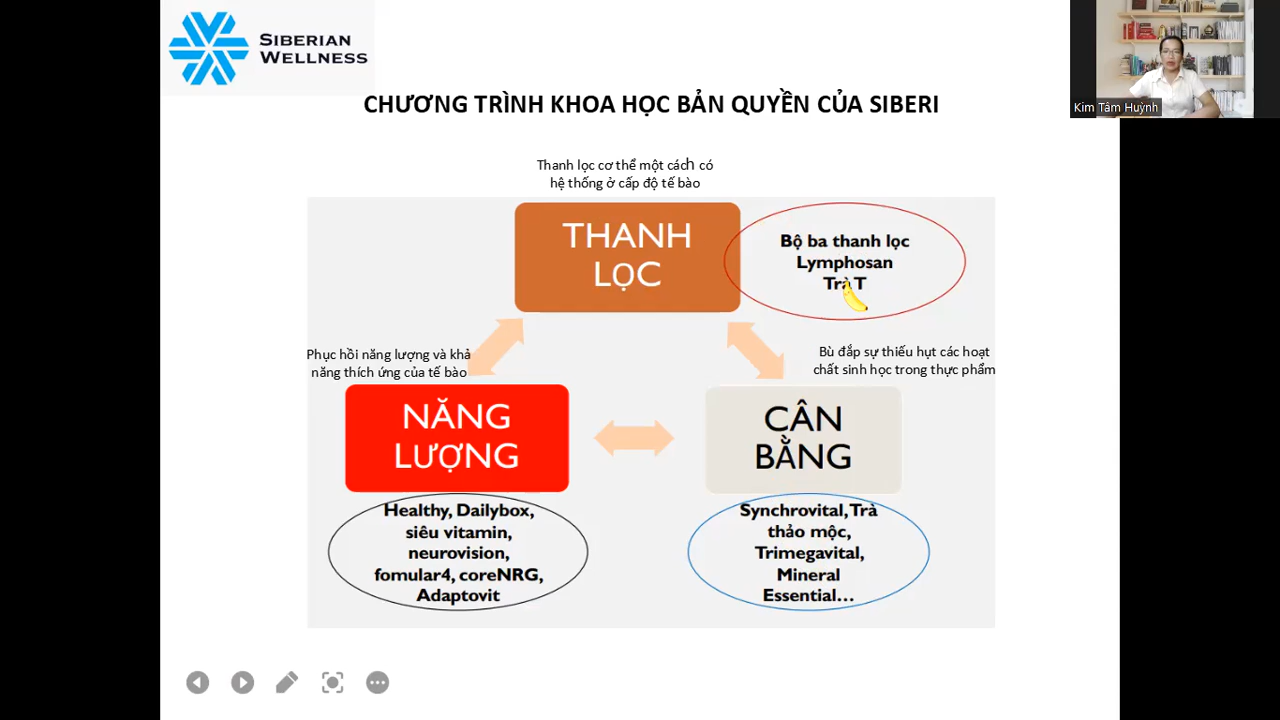 SIBERIAN
WELLNESS
Kim Tâm Huỳnh
CHƯƠNG TRÌNH KHOA HỌC BẢN QUYỀN CỦA SIBERI
Thanh lọc cơ thể một cách có
hệ thống ở cấp độ tế bào
THANH
LỌC
Bộ ba thanh lọc
Lymphosan
Trà T
Phục hồi năng lượng và khả
năng thích ứng của tế bào
Bù đắp sự thiếu hụt các hoạt
chất sinh học trong thực phẩm
NĂNG
LƯỢNG
CÂN
BẰNG
Healthy, Dailybox,
siêu vitamin,
neurovision,
fomular4, coreNRG,
Adaptovit
Synchrovital,Trà
thảo mộc,
Trimegavital,
Mineral
Essential...